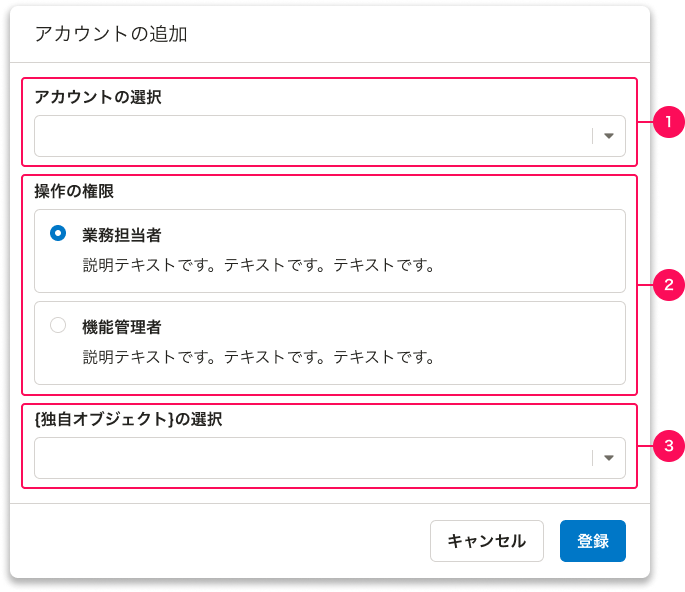 アカウントの追加
アカウントの選択
1
操作の権限
業務担当者
説明テキストです。テキストです。テキストです。
2
機能管理者
説明テキストです。テキストです。テキストです。
{独自オブジェクト}の選択
3
キャンセル
登録